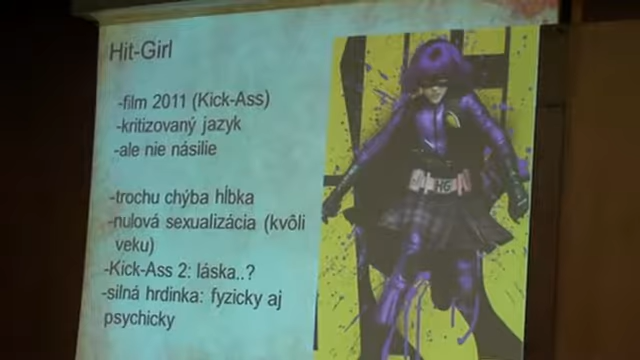 Hit-Girl
-film 2011 (Kick-Ass)
-kritizovaný jazyk
-ale nie násilie
-trochu chýba hĺbka
-nulová sexualizácia (kvôli
veku)
-Kick-Ass 2: láska..?
-silná hrdinka: fyzicky aj
psychicky
HG